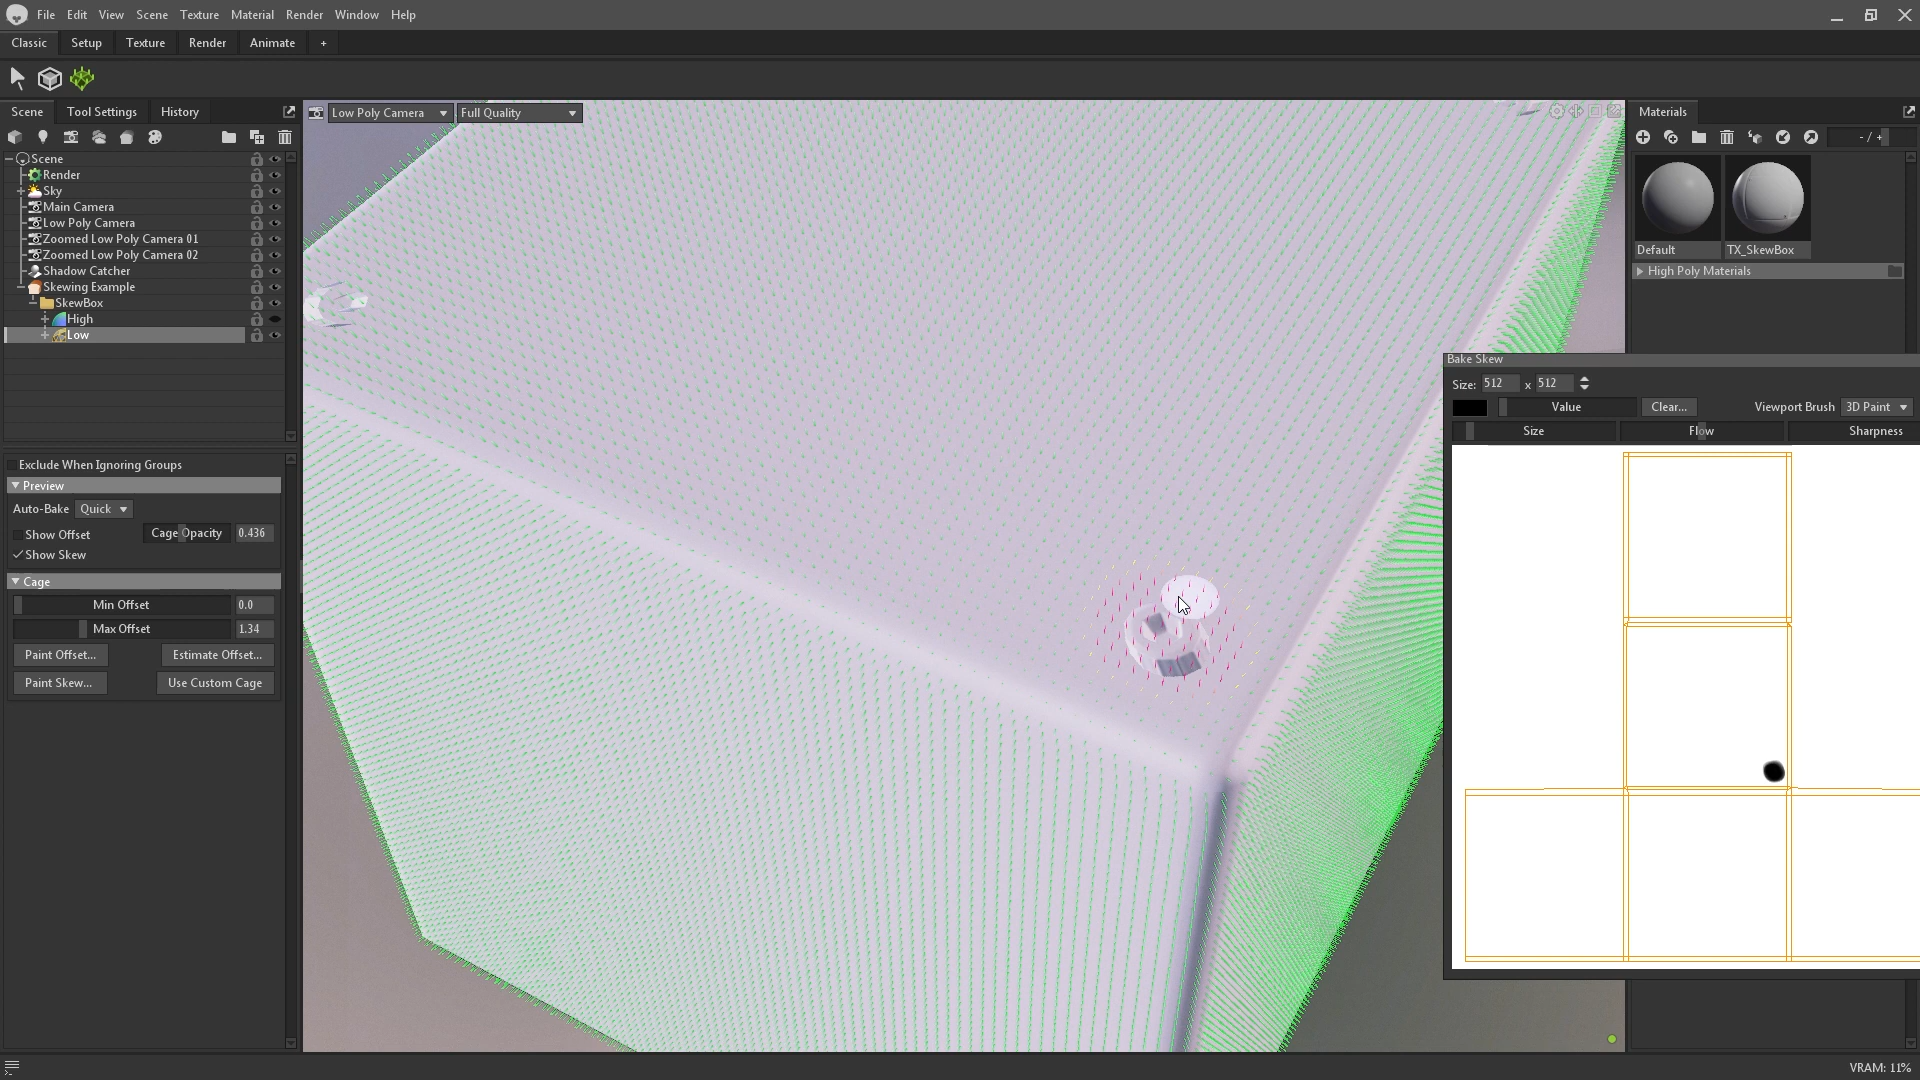 File Edit View Scene Texture Material Render Window Help
Classic Setup Texture Render Animate +
Scene Tool Settings History
Low Poly Camera Full Quality
Materials
- / +
Scene
Render
Sky
Main Camera
Low Poly Camera
Zoomed Low Poly Camera 01
Zoomed Low Poly Camera 02
Shadow Catcher
Skewing Example
SkewBox
High
Low
Default TX_SkewBox
High Poly Materials
Exclude When Ignoring Groups
Preview
Auto-Bake Quick
Show Offset Cage Opacity 0.436
Show Skew
Cage
Min Offset 0.0
Max Offset 1.34
Paint Offset... Estimate Offset...
Paint Skew... Use Custom Cage
Bake Skew
Size: 512 x 512
Value Clear... Viewport Brush 3D Paint
Size Flow Sharpness
VRAM: 11%